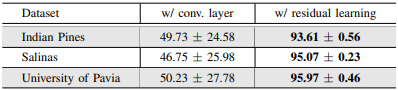 Dataset w/ conv. layer w/ residual learning
Indian Pines 49.73 ± 24.58 93.61 ± 0.56
Salinas 46.75 ± 25.98 95.07 ± 0.23
University of Pavia 50.23 ± 27.78 95.97 ± 0.46